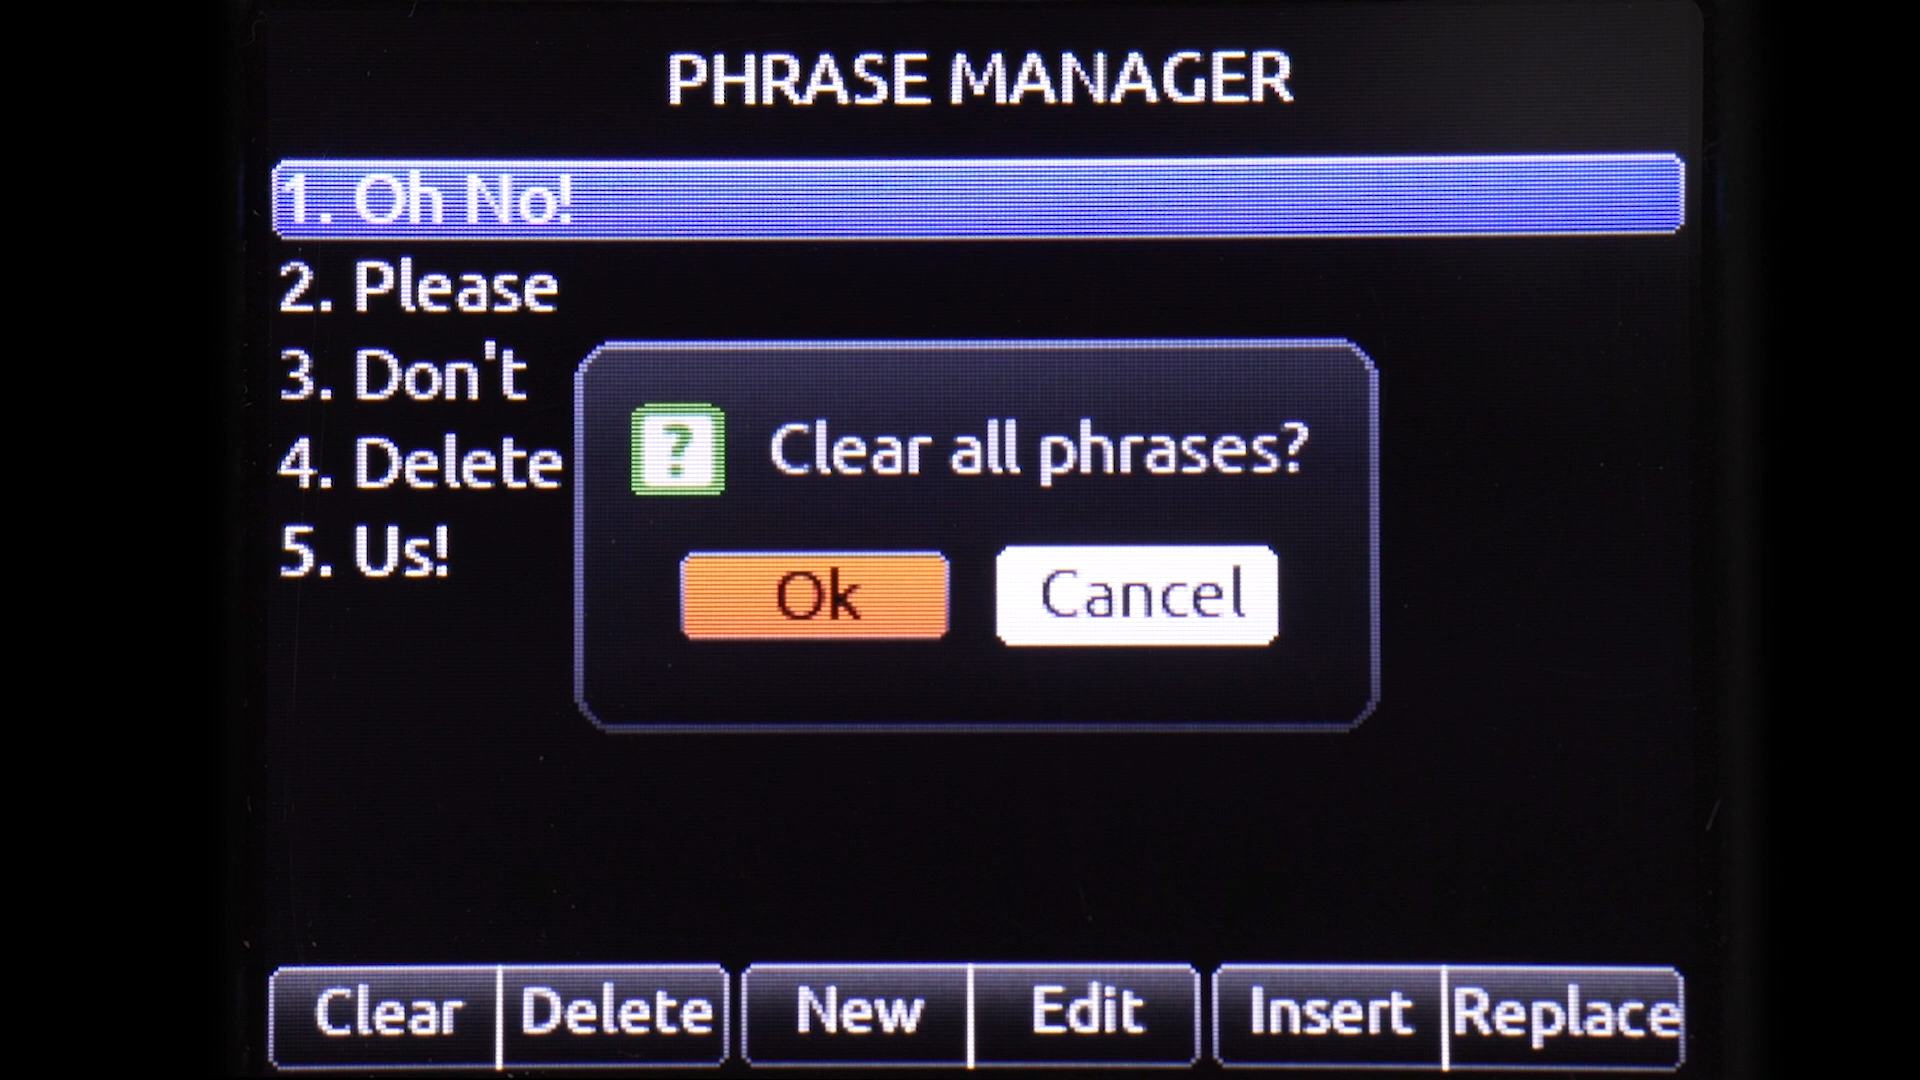 PHRASE MANAGER
1. Oh No!
2. Please
3. Don't
4. Delete
5. Us!
?
Clear all phrases?
Ok
Cancel
Clear
Delete
New
Edit
Insert
Replace